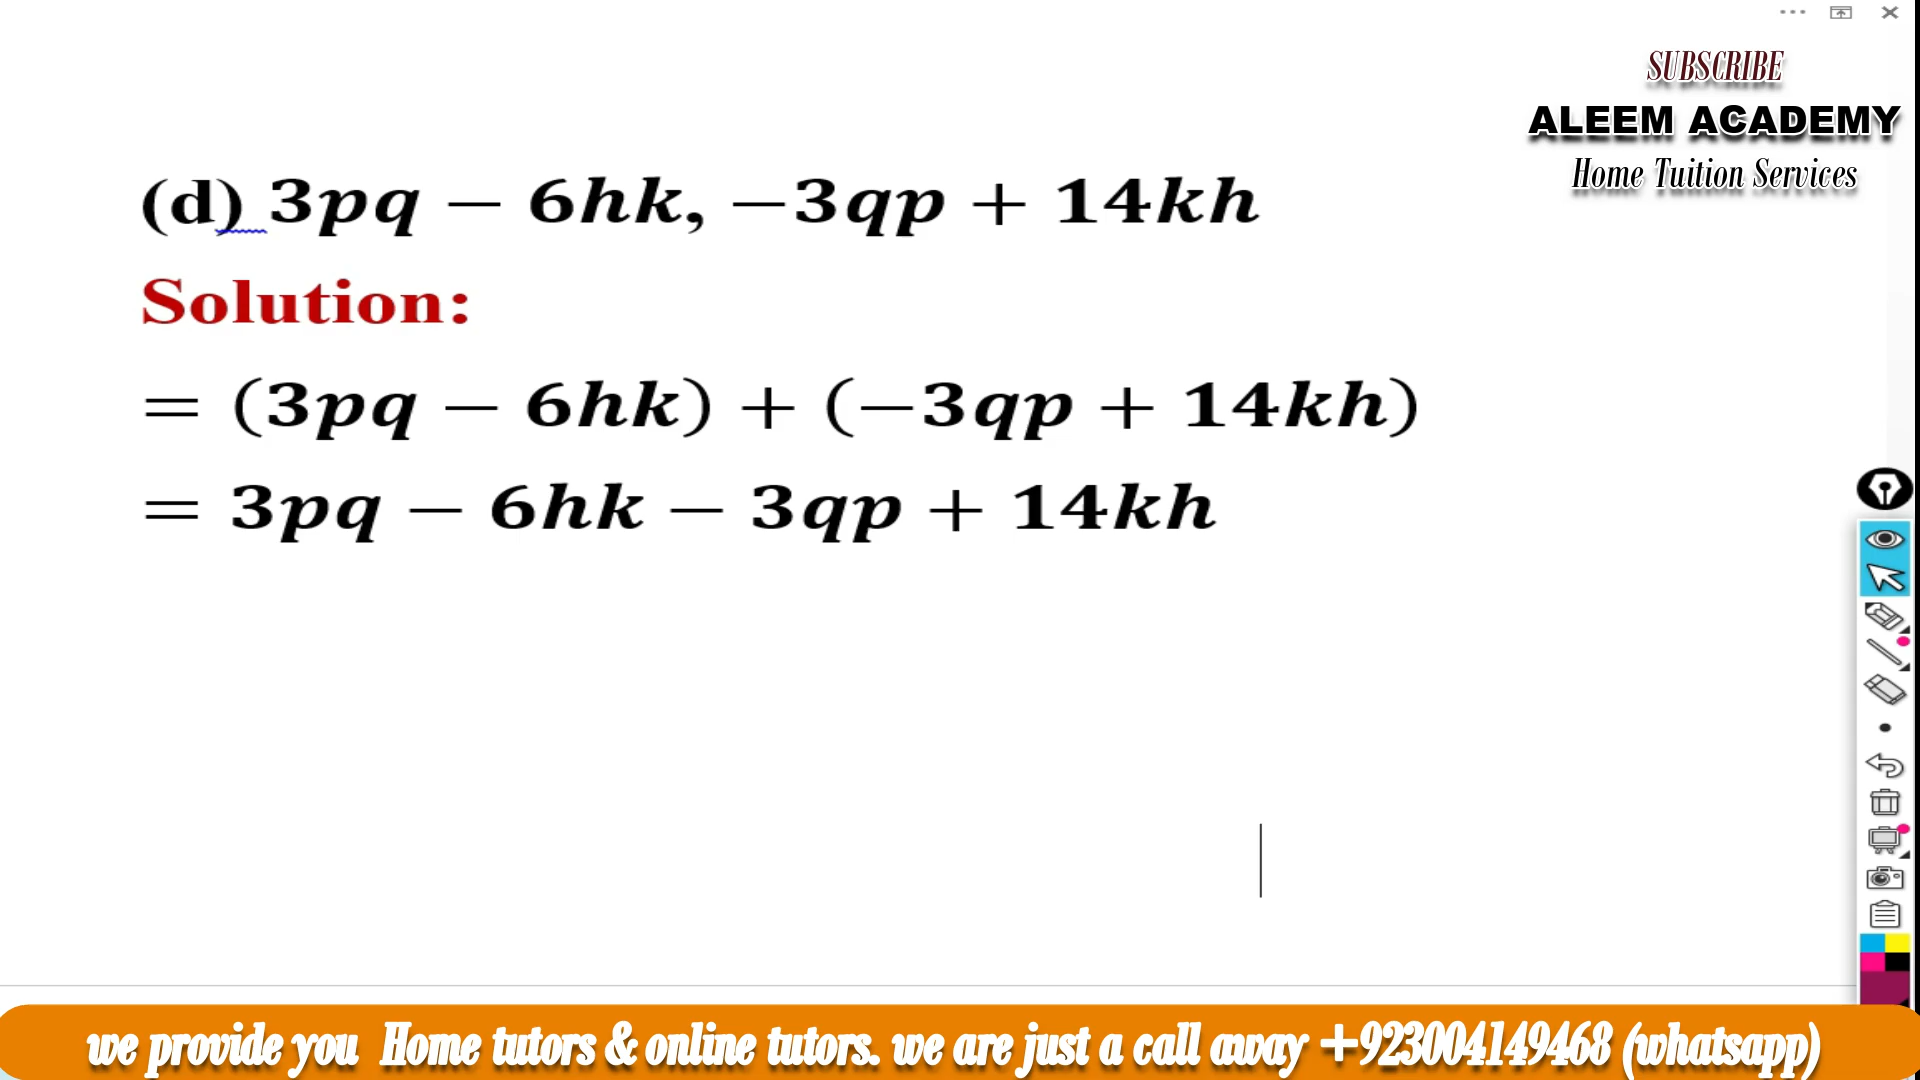 SUBSCRIBE
ALEEM ACADEMY
Home Tuition Services
(d) 3pq − 6hk, −3qp + 14kh
Solution:
= (3pq − 6hk) + (−3qp + 14kh)
= 3pq − 6hk − 3qp + 14kh
we provide you Home tutors & online tutors. we are just a call away +923004149468 (whatsapp)